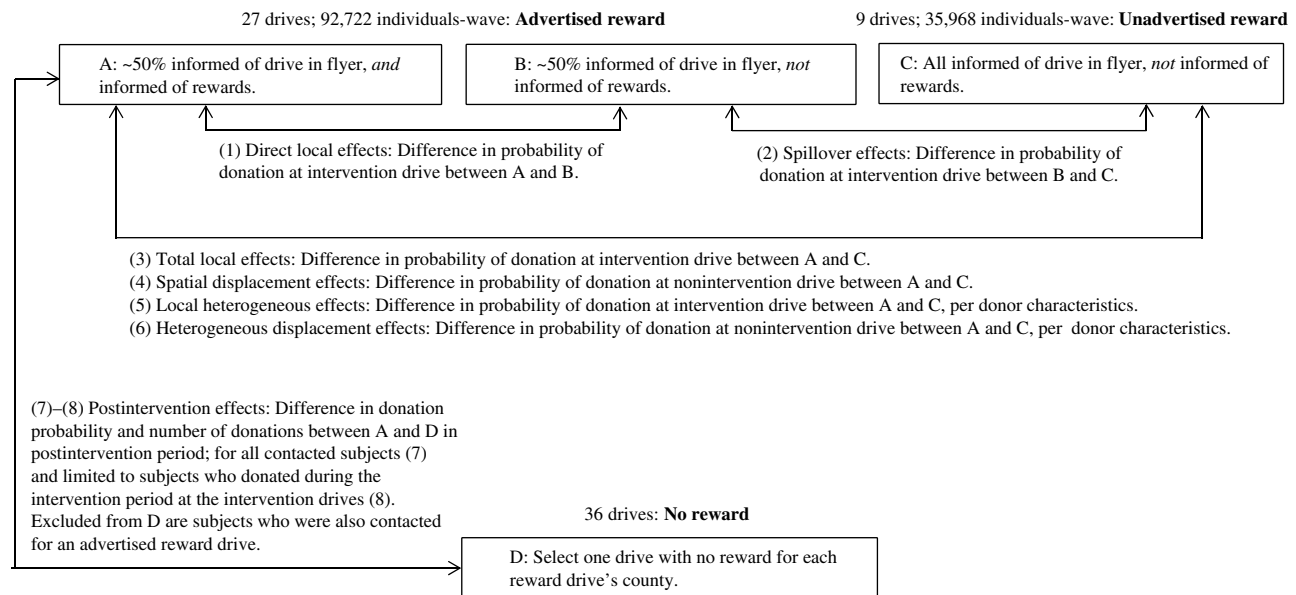 27 drives; 92,722 individuals-wave: Advertised reward
9 drives; 35,968 individuals-wave: Unadvertised reward
A: ~50% informed of drive in flyer, and
informed of rewards.
B: ~50% informed of drive in flyer, not
informed of rewards.
C: All informed of drive in flyer, not informed of
rewards.
(1) Direct local effects: Difference in probability of
donation at intervention drive between A and B.
(2) Spillover effects: Difference in probability of
donation at intervention drive between B and C.
(3) Total local effects: Difference in probability of donation at intervention drive between A and C.
(4) Spatial displacement effects: Difference in probability of donation at nonintervention drive between A and C.
(5) Local heterogeneous effects: Difference in probability of donation at intervention drive between A and C, per donor characteristics.
(6) Heterogeneous displacement effects: Difference in probability of donation at nonintervention drive between A and C, per donor characteristics.
(7)–(8) Postintervention effects: Difference in donation
probability and number of donations between A and D in
postintervention period; for all contacted subjects (7)
and limited to subjects who donated during the
intervention period at the intervention drives (8).
Excluded from D are subjects who were also contacted
for an advertised reward drive.
36 drives: No reward
D: Select one drive with no reward for each
reward drive's county.